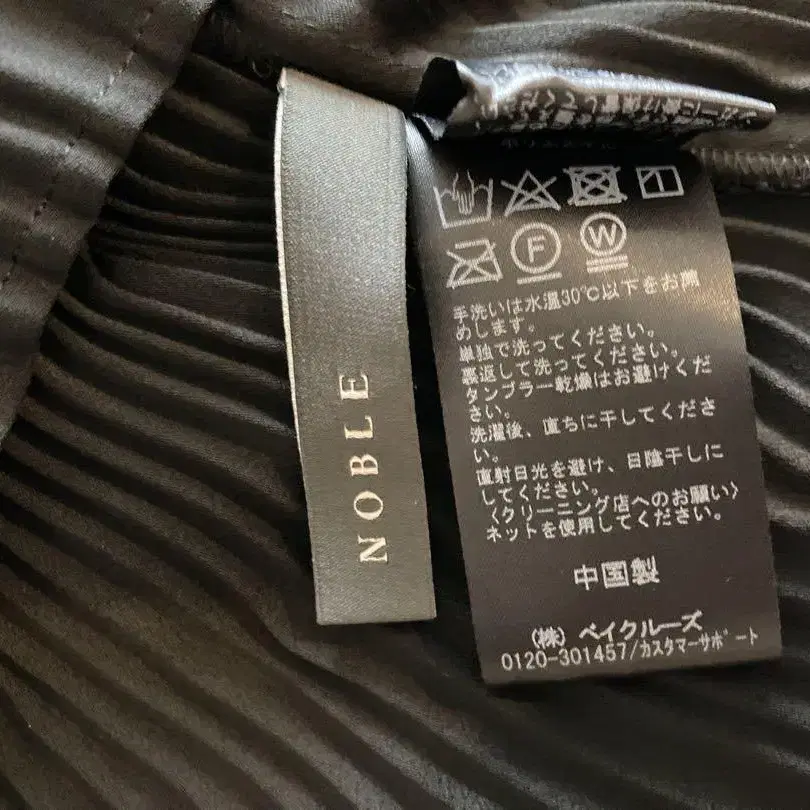 NOBLE
F
W
手洗いは水温30℃以下をお薦
めします。
単独で洗ってください。
裏返して洗ってください。
タンブラー乾燥はお避けくだ
さい。
洗濯後、直ちに干してくださ
い。
直射日光を避け、日陰干しに
してください。
〈クリーニング店へのお願い〉
ネットを使用してください。
中国製
(株) ベイクルーズ
0120-301457/カスタマーサポート